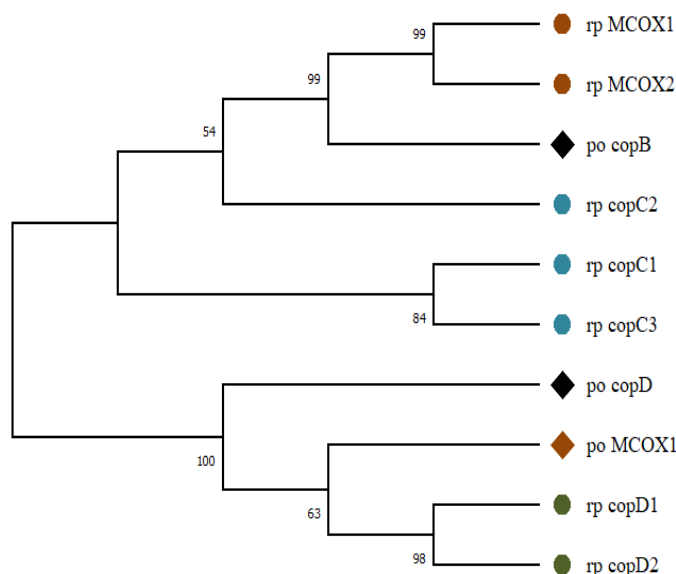 99
rp MCOX1
99
rp MCOX2
54
po copB
rp copC2
rp copC1
84
rp copC3
po copD
100
po MCOX1
63
rp copD1
98
rp copD2